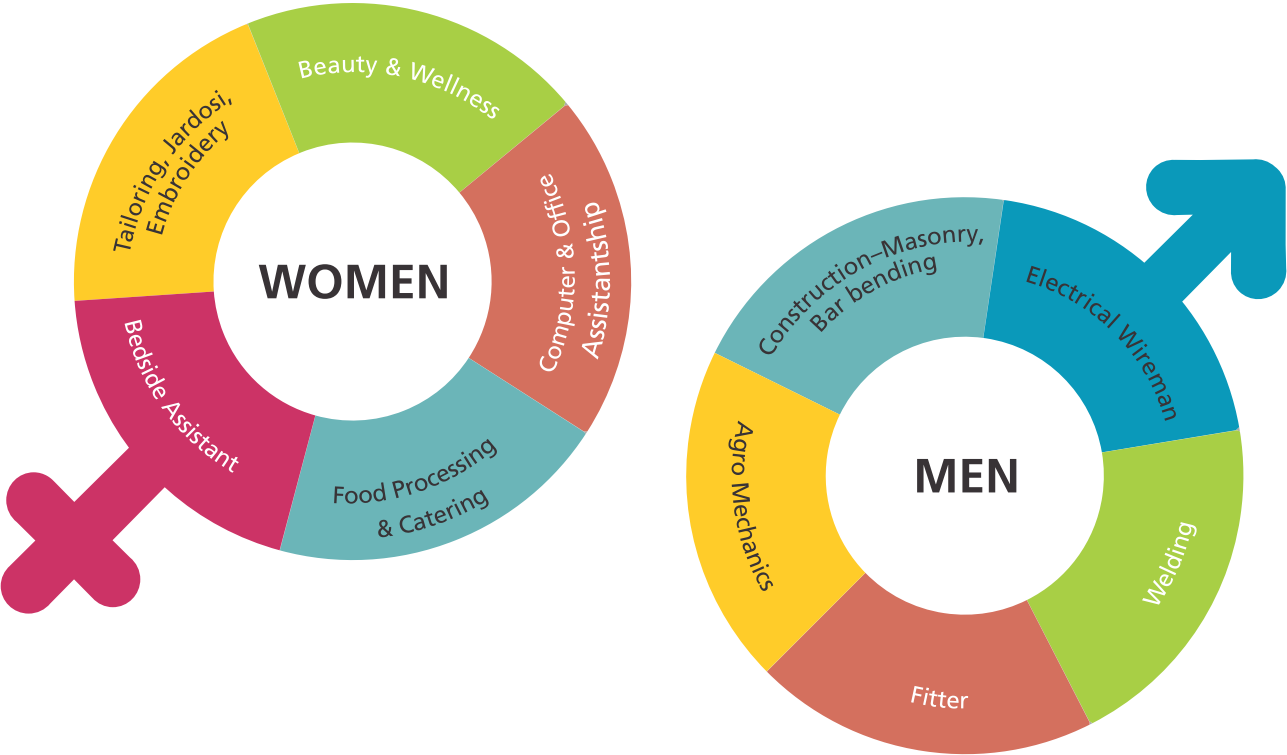 WOMEN
Beauty & Wellness
Computer & Office
Assistantship
Food Processing
& Catering
Bedside Assistant
Tailoring, Jardosi,
Embroidery
MEN
Construction–Masonry,
Bar bending
Electrical Wireman
Welding
Fitter
Agro Mechanics